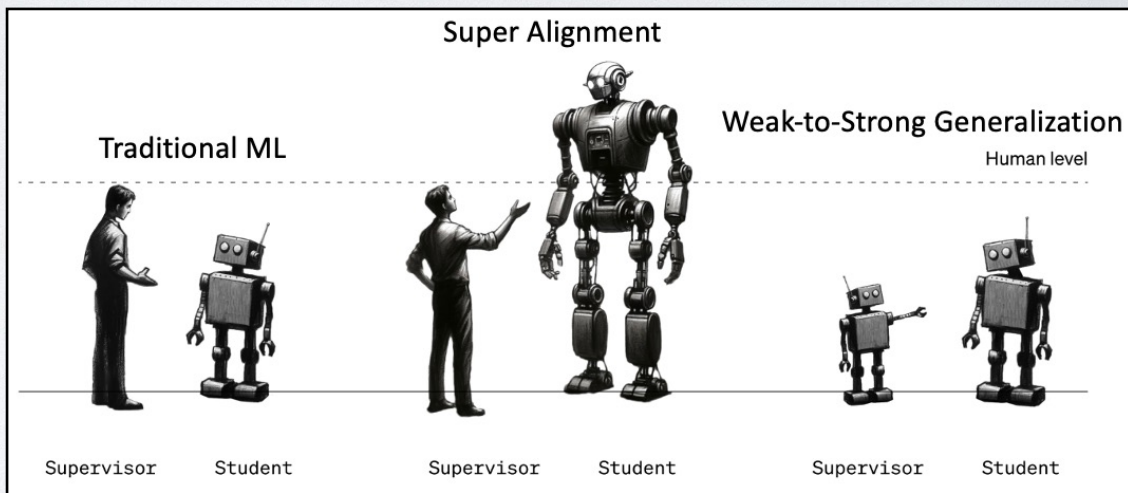 Super Alignment
Traditional ML
Weak-to-Strong Generalization
Human level
Supervisor Student Supervisor Student Supervisor Student